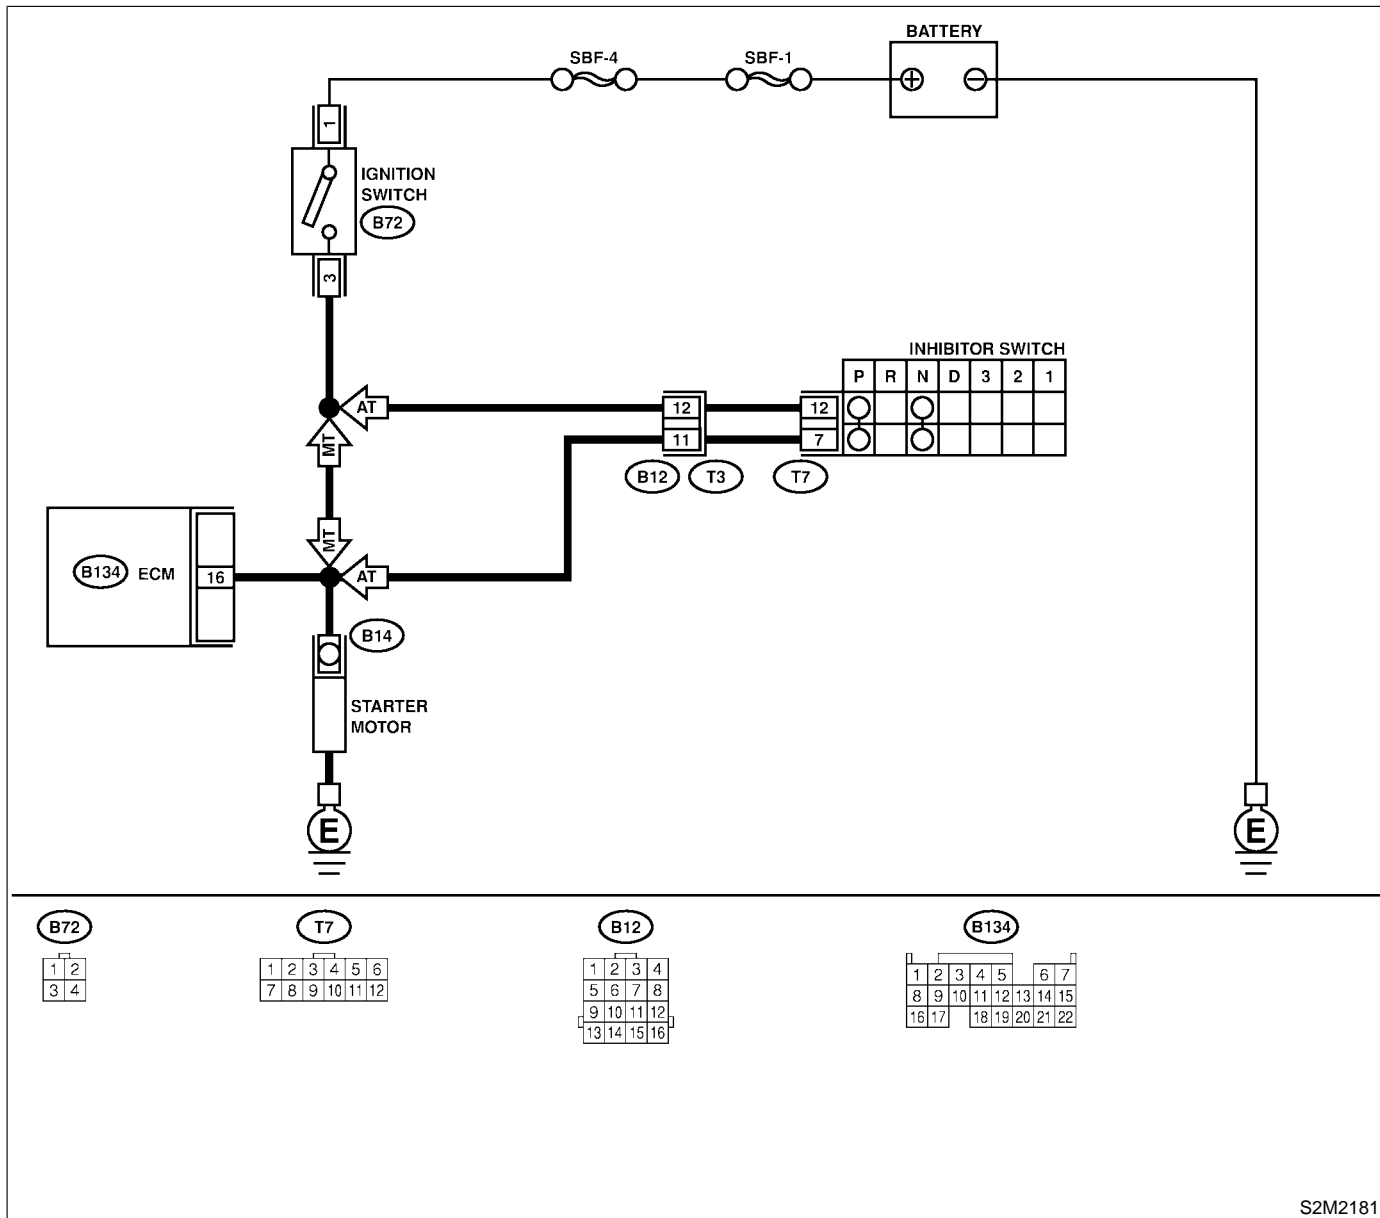 BATTERY
SBF-4 SBF-1
1
IGNITION
SWITCH
B72
3
INHIBITOR SWITCH
P R N D 3 2 1
AT 12 12
MT
11 7
B12 T3 T7
MT
B134 ECM 16 AT
B14
STARTER
MOTOR
E E
B72 T7 B12 B134
1 2
3 4
1 2 3 4 5 6
7 8 9 10 11 12
1 2 3 4
5 6 7 8
9 10 11 12
13 14 15 16
1 2 3 4 5 6 7
8 9 10 11 12 13 14 15
16 17 18 19 20 21 22
S2M2181